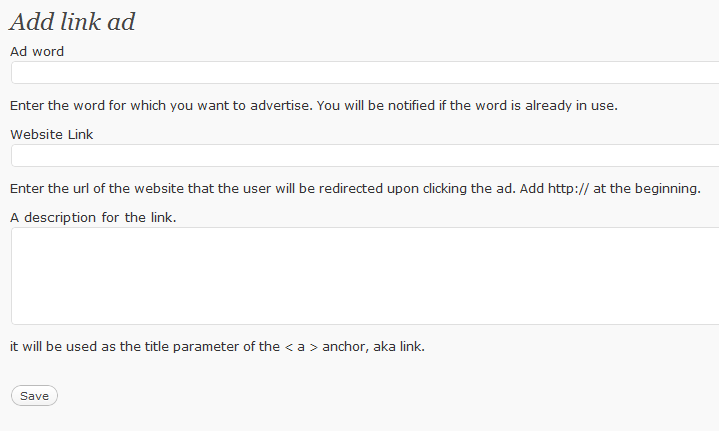 Add link ad
Ad word
Enter the word for which you want to advertise. You will be notified if the word is already in use.
Website Link
Enter the url of the website that the user will be redirected upon clicking the ad. Add http:// at the beginning.
A description for the link.
it will be used as the title parameter of the < a > anchor, aka link.
Save